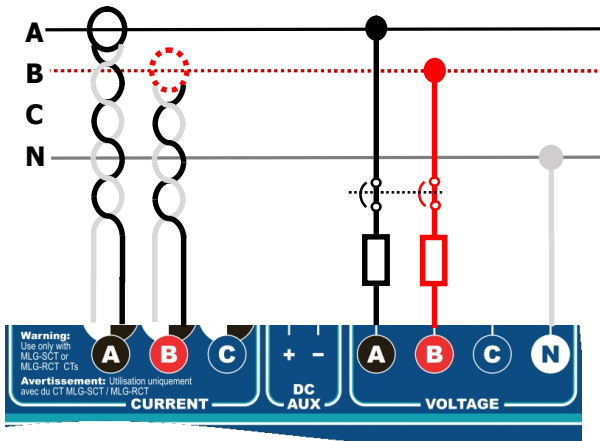 A
B
C
N
Warning:
Use only with
MLG-SCT or
MLG-RCT CTs
Avertissement: Utilisation uniquement
avec du CT MLG-SCT / MLG-RCT
A B C
CURRENT
+ −
DC
AUX
A B C N
VOLTAGE